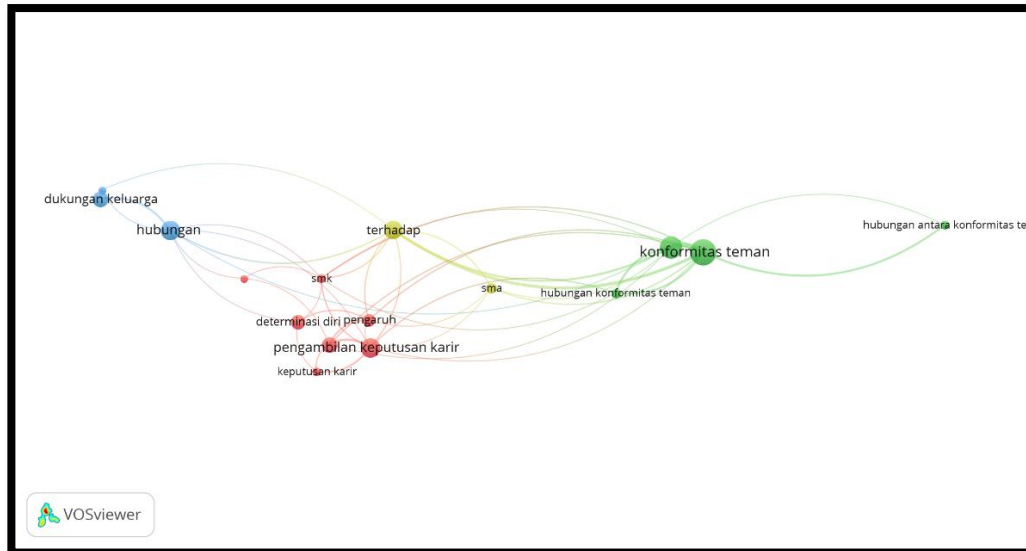 dukungan keluarga
hubungan
terhadap
konformitas teman
hubungan antara konformitas te
smk
sma
hubungan konformitas teman
determinasi diri
pengaruh
pengambilan keputusan karir
keputusan karir
VOSviewer